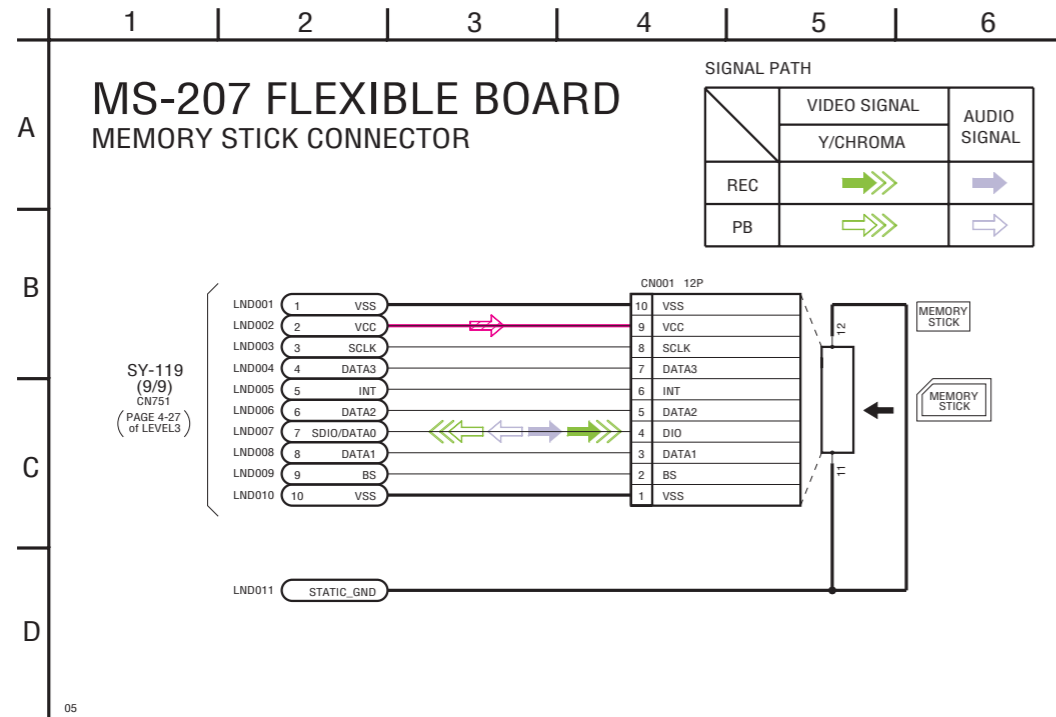 1 2 3 4 5 6
A
B
C
D
MS-207 FLEXIBLE BOARD
MEMORY STICK CONNECTOR
SIGNAL PATH
VIDEO SIGNAL AUDIO SIGNAL
Y/CHROMA
REC
PB
CN001 12P
LND001 1 VSS 10 VSS
LND002 2 VCC 9 VCC
LND003 3 SCLK 8 SCLK
LND004 4 DATA3 7 DATA3
LND005 5 INT 6 INT
LND006 6 DATA2 5 DATA2
LND007 7 SDIO/DATA0 4 DIO
LND008 8 DATA1 3 DATA1
LND009 9 BS 2 BS
LND010 10 VSS 1 VSS
SY-119
(9/9)
CN751
(PAGE 4-27
of LEVEL3)
12
11
MEMORY
STICK
MEMORY
STICK
LND011 STATIC_GND
05